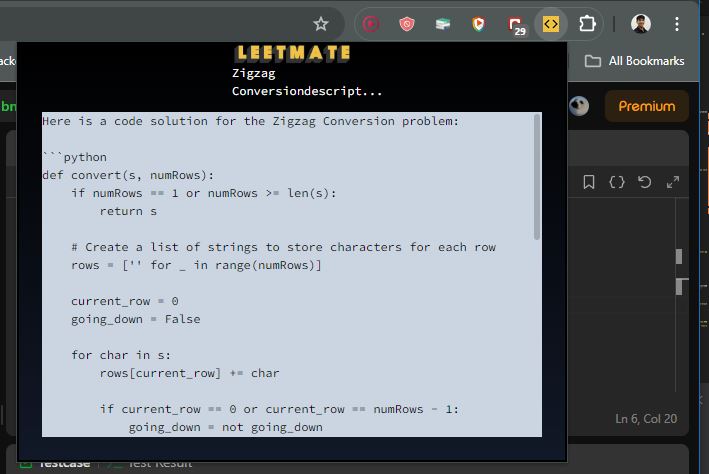 29
LEETMATE
Zigzag
Conversiondescript...
All Bookmarks
Premium
Here is a code solution for the Zigzag Conversion problem:
```python
def convert(s, numRows):
    if numRows == 1 or numRows >= len(s):
        return s
    # Create a list of strings to store characters for each row
    rows = ['' for _ in range(numRows)]
    current_row = 0
    going_down = False
    for char in s:
        rows[current_row] += char
        if current_row == 0 or current_row == numRows - 1:
            going_down = not going_down
Ln 6, Col 20
Testcase
Test Result